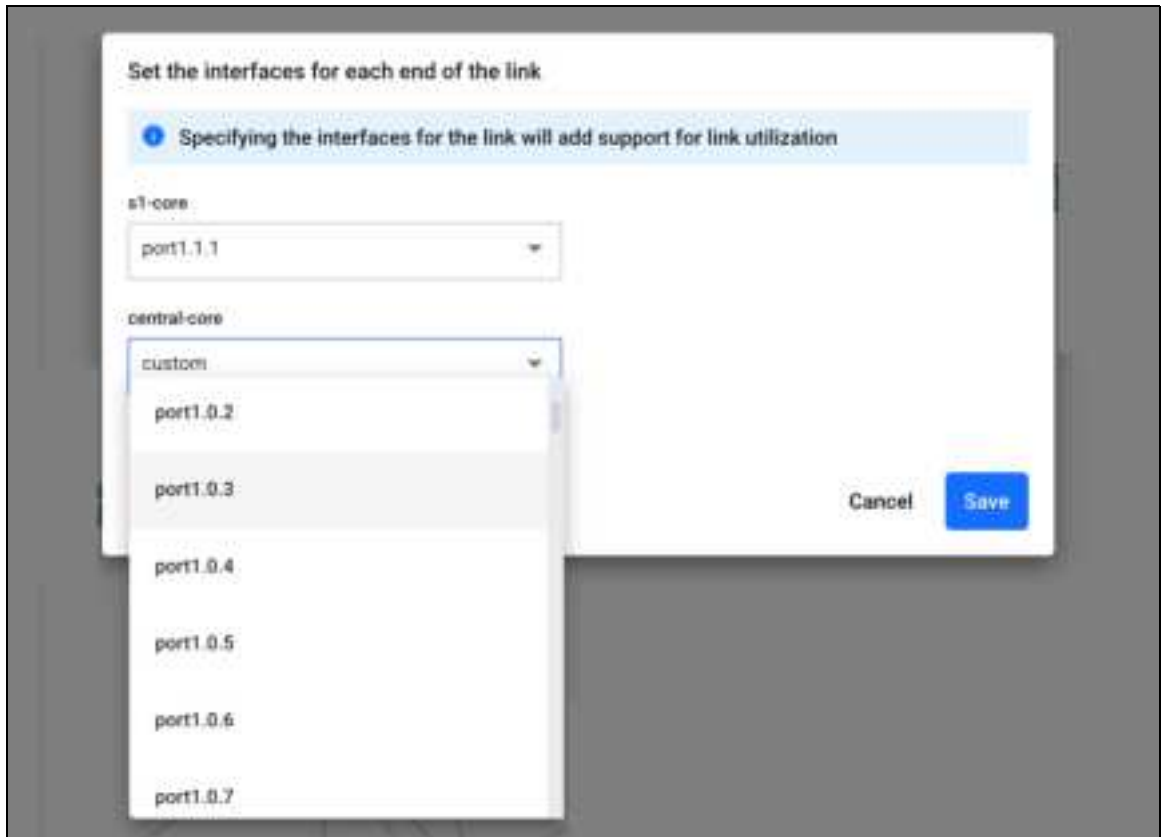 Set the interfaces for each end of the link
Specifying the interfaces for the link will add support for link utilization
s1-core
port1.1.1
central-core
custom
port1.0.2
port1.0.3
Cancel
Save
port1.0.4
port1.0.5
port1.0.6
port1.0.7